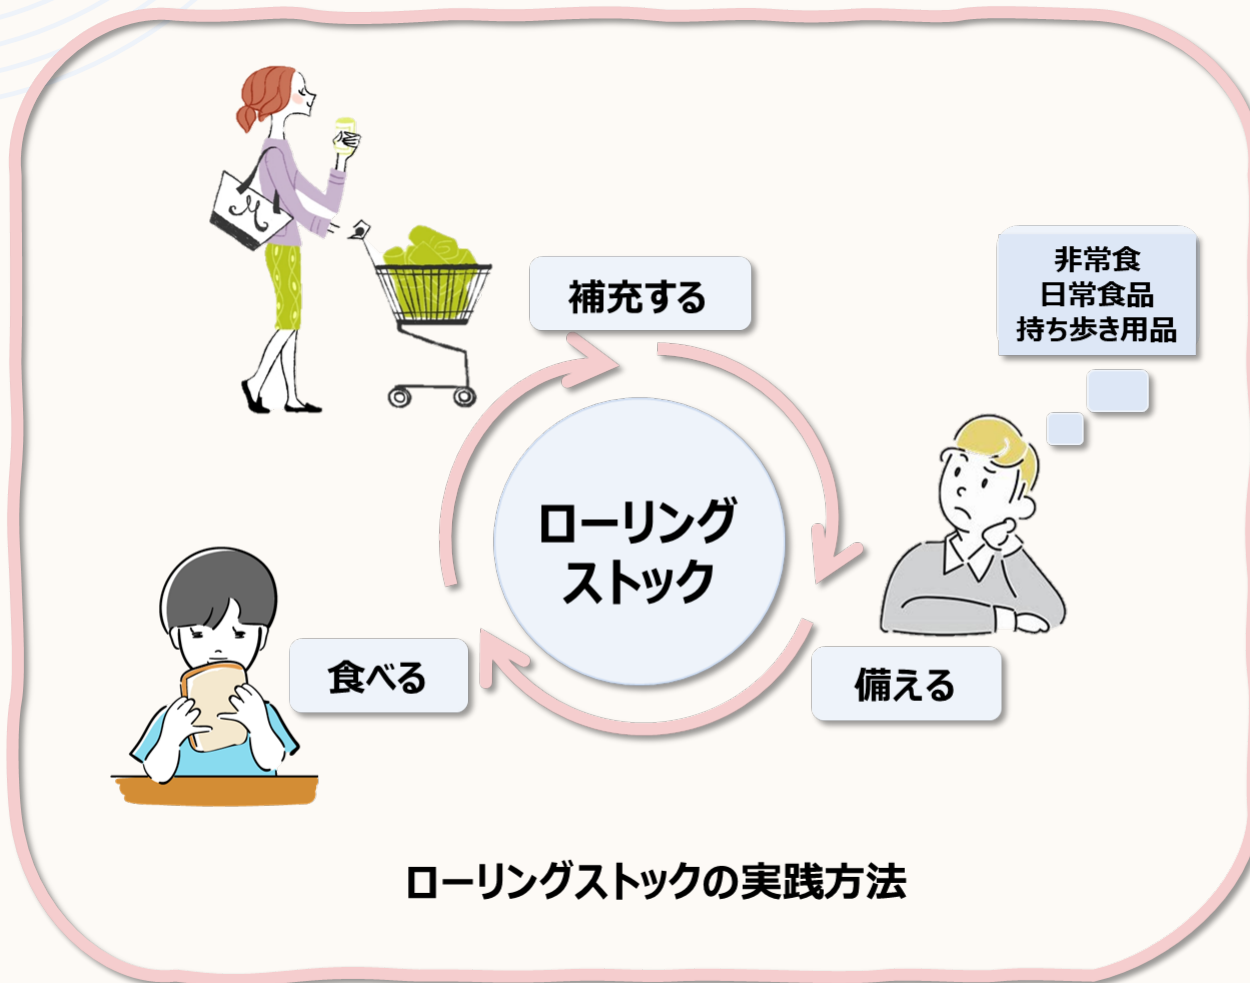 補充する
非常食
日常食品
持ち歩き用品
ローリング
ストック
食べる
備える
ローリングストックの実践方法